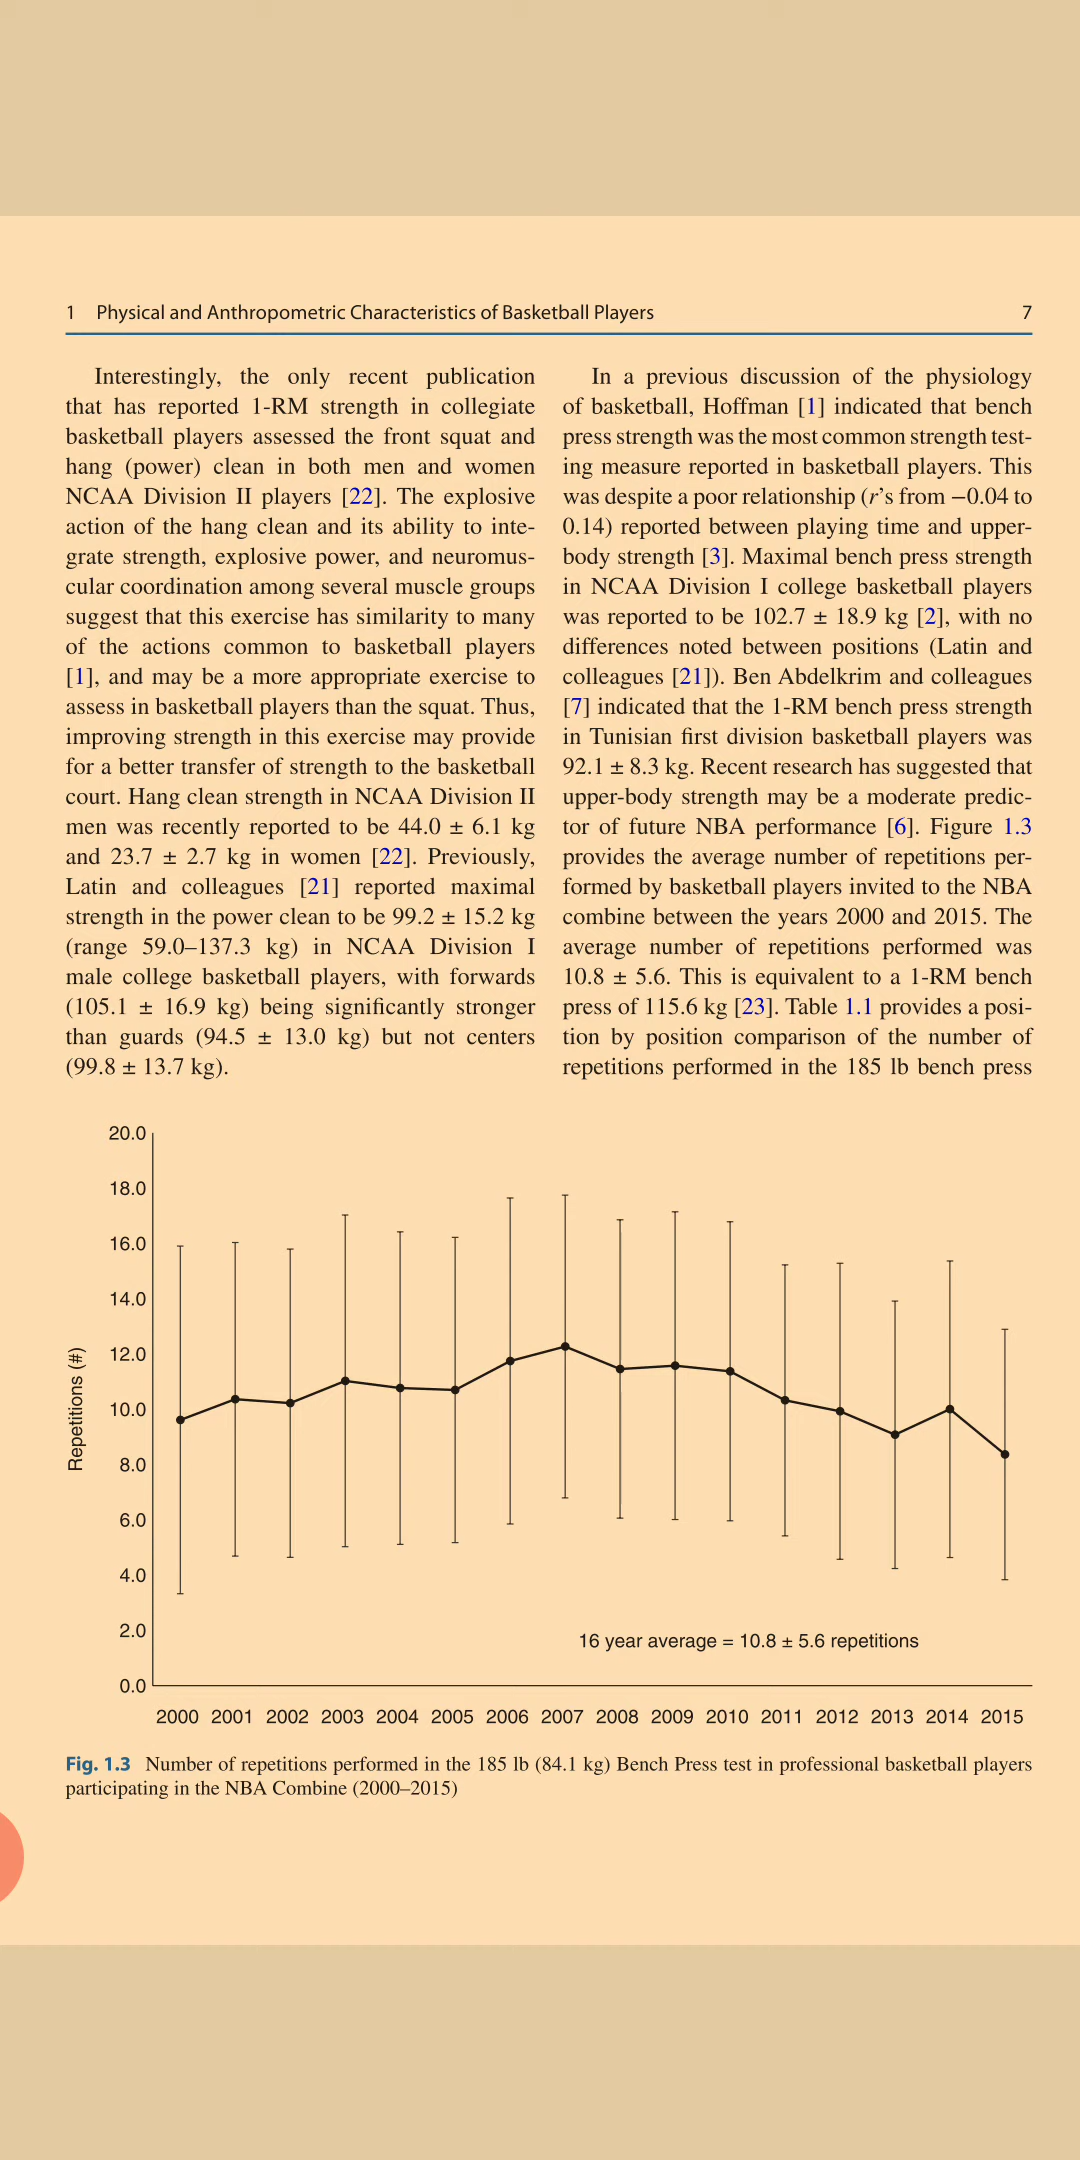 1 Physical and Anthropometric Characteristics of Basketball Players 7
Interestingly, the only recent publication
that has reported 1-RM strength in collegiate
basketball players assessed the front squat and
hang (power) clean in both men and women
NCAA Division II players [22]. The explosive
action of the hang clean and its ability to inte-
grate strength, explosive power, and neuromus-
cular coordination among several muscle groups
suggest that this exercise has similarity to many
of the actions common to basketball players
[1], and may be a more appropriate exercise to
assess in basketball players than the squat. Thus,
improving strength in this exercise may provide
for a better transfer of strength to the basketball
court. Hang clean strength in NCAA Division II
men was recently reported to be 44.0 ± 6.1 kg
and 23.7 ± 2.7 kg in women [22]. Previously,
Latin and colleagues [21] reported maximal
strength in the power clean to be 99.2 ± 15.2 kg
(range 59.0–137.3 kg) in NCAA Division I
male college basketball players, with forwards
(105.1 ± 16.9 kg) being significantly stronger
than guards (94.5 ± 13.0 kg) but not centers
(99.8 ± 13.7 kg).
In a previous discussion of the physiology
of basketball, Hoffman [1] indicated that bench
press strength was the most common strength test-
ing measure reported in basketball players. This
was despite a poor relationship (r's from −0.04 to
0.14) reported between playing time and upper-
body strength [3]. Maximal bench press strength
in NCAA Division I college basketball players
was reported to be 102.7 ± 18.9 kg [2], with no
differences noted between positions (Latin and
colleagues [21]). Ben Abdelkrim and colleagues
[7] indicated that the 1-RM bench press strength
in Tunisian first division basketball players was
92.1 ± 8.3 kg. Recent research has suggested that
upper-body strength may be a moderate predic-
tor of future NBA performance [6]. Figure 1.3
provides the average number of repetitions per-
formed by basketball players invited to the NBA
combine between the years 2000 and 2015. The
average number of repetitions performed was
10.8 ± 5.6. This is equivalent to a 1-RM bench
press of 115.6 kg [23]. Table 1.1 provides a posi-
tion by position comparison of the number of
repetitions performed in the 185 lb bench press
20.0
18.0
16.0
14.0
12.0
10.0
8.0
6.0
4.0
2.0
0.0
Repetitions (#)
16 year average = 10.8 ± 5.6 repetitions
2000 2001 2002 2003 2004 2005 2006 2007 2008 2009 2010 2011 2012 2013 2014 2015
Fig. 1.3 Number of repetitions performed in the 185 lb (84.1 kg) Bench Press test in professional basketball players
participating in the NBA Combine (2000–2015)